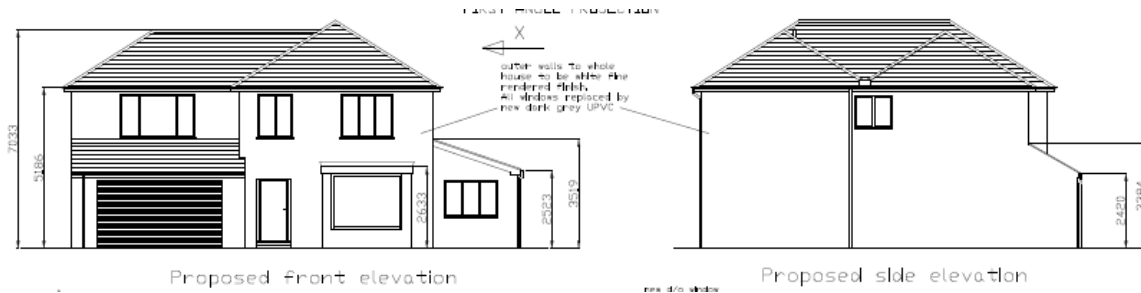 FIRST ANGLE PROJECTION
X
outer walls to whole
house to be white fine
rendered finish.
All windows replaced by
new dark grey UPVC
7033
5186
2633
2523
3519
2420
Proposed front elevation
Proposed side elevation
new d/g window